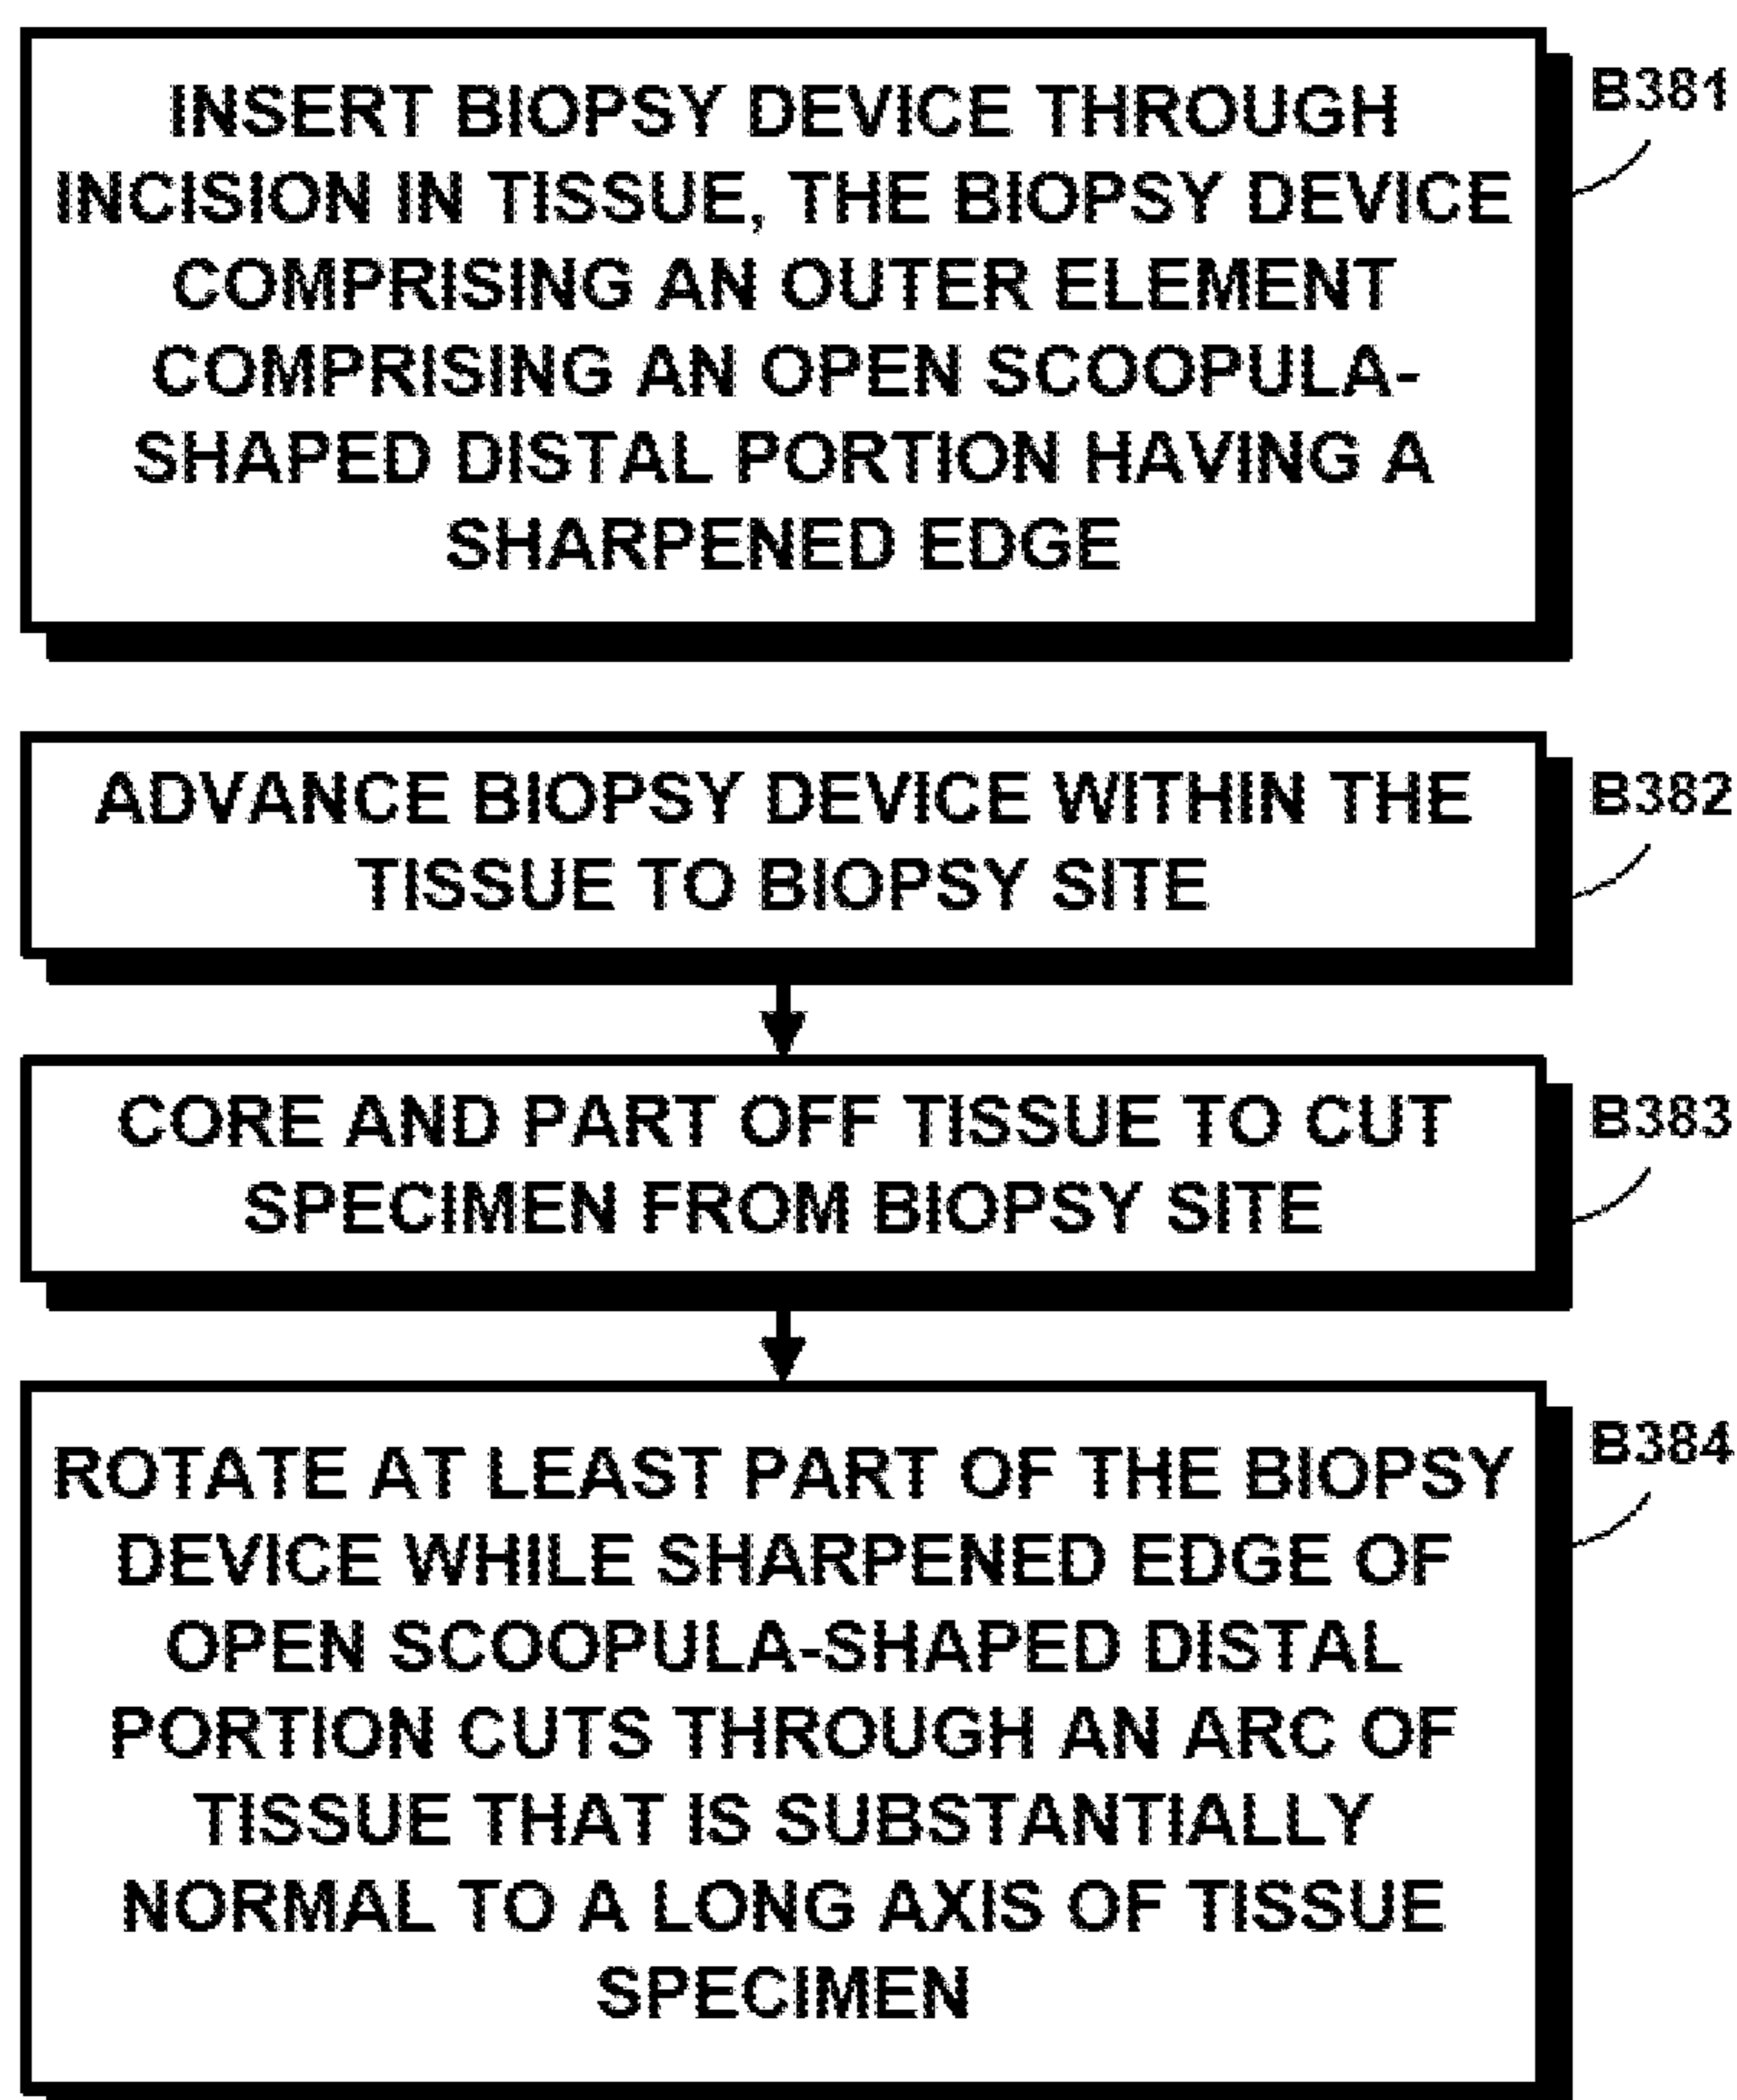 INSERT BIOPSY DEVICE THROUGH
INCISION IN TISSUE, THE BIOPSY DEVICE
COMPRISING AN OUTER ELEMENT
COMPRISING AN OPEN SCOOPULA-
SHAPED DISTAL PORTION HAVING A
SHARPENED EDGE
B381
ADVANCE BIOPSY DEVICE WITHIN THE
TISSUE TO BIOPSY SITE
B382
CORE AND PART OFF TISSUE TO CUT
SPECIMEN FROM BIOPSY SITE
B383
ROTATE AT LEAST PART OF THE BIOPSY
DEVICE WHILE SHARPENED EDGE OF
OPEN SCOOPULA-SHAPED DISTAL
PORTION CUTS THROUGH AN ARC OF
TISSUE THAT IS SUBSTANTIALLY
NORMAL TO A LONG AXIS OF TISSUE
SPECIMEN
B384